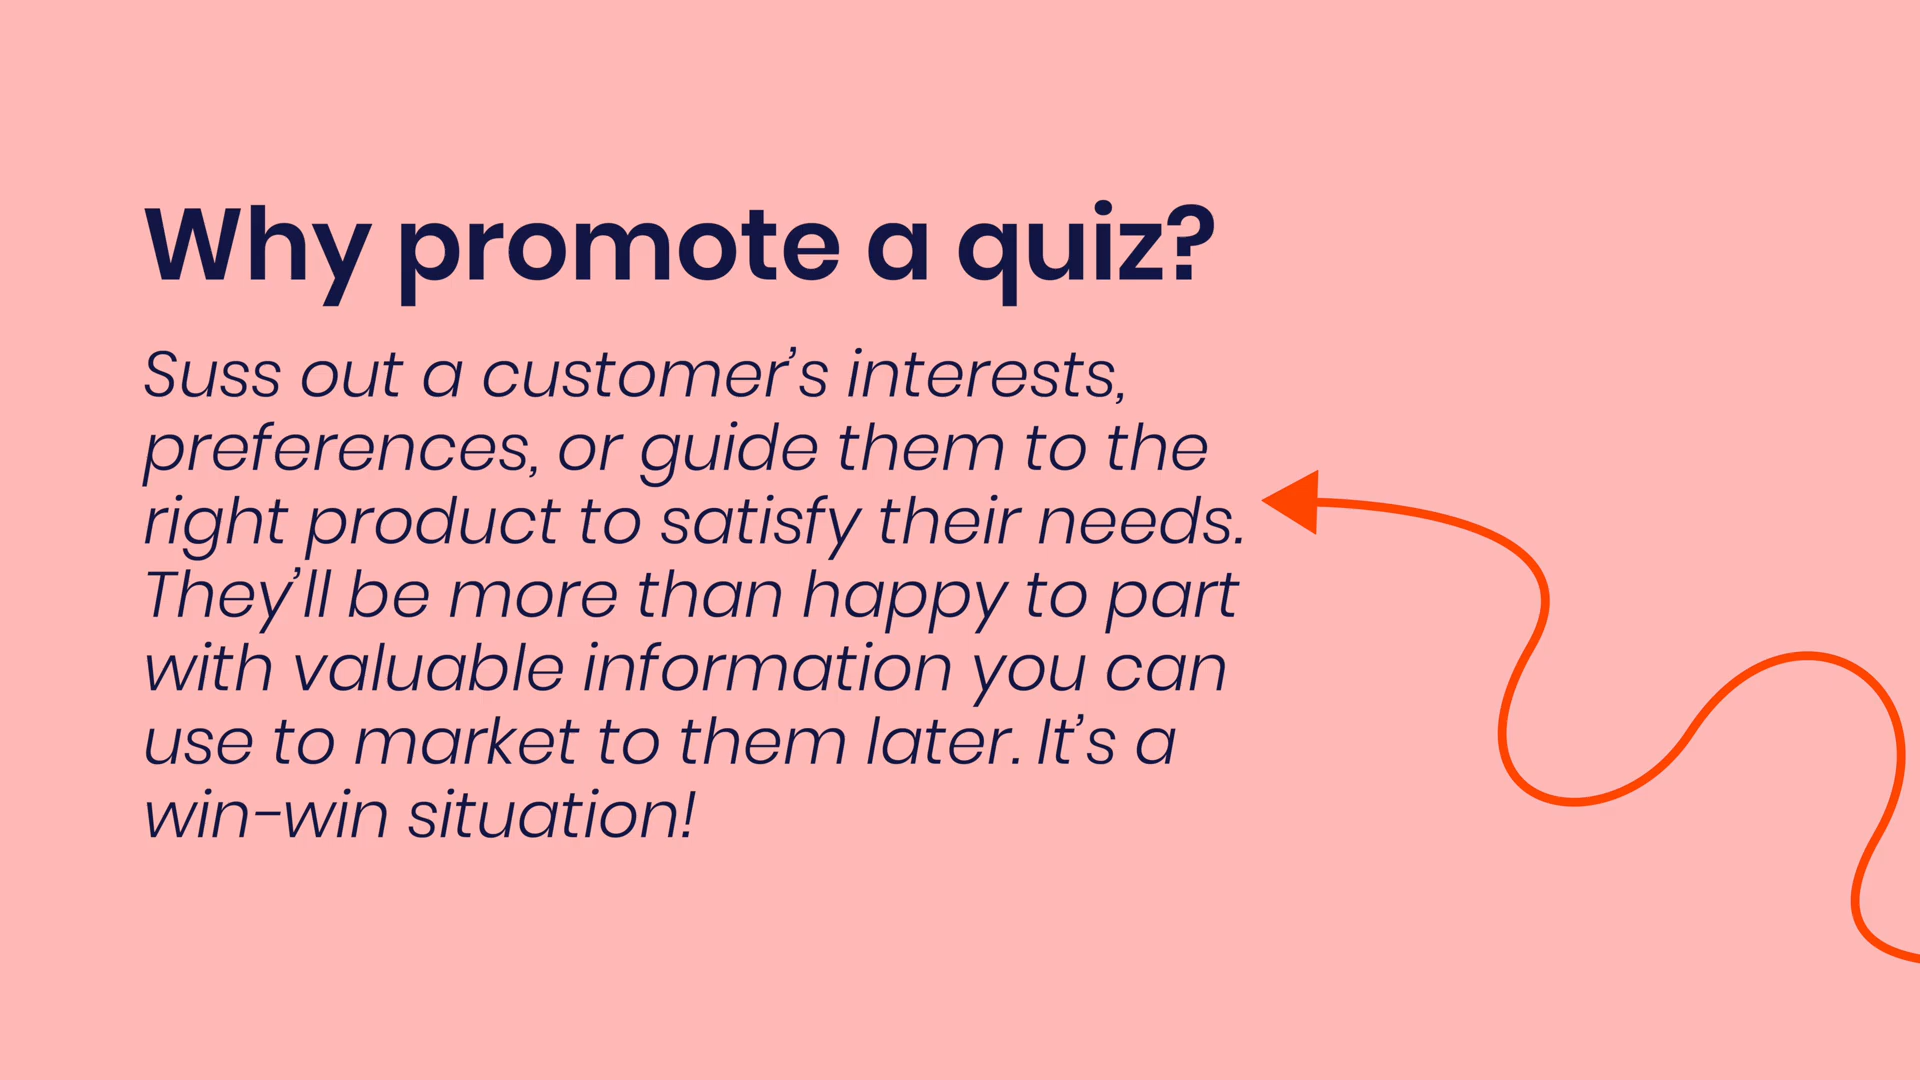 Why promote a quiz?
Suss out a customer’s interests,
preferences, or guide them to the
right product to satisfy their needs.
They’ll be more than happy to part
with valuable information you can
use to market to them later. It’s a
win-win situation!